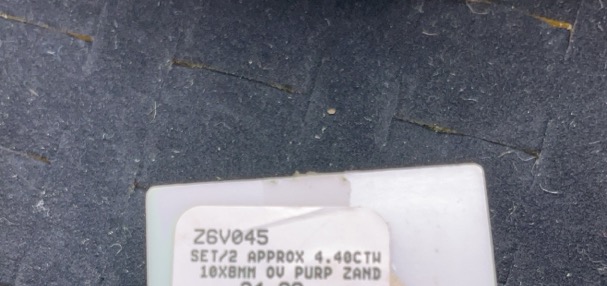 Z6V045
SET/2 APPROX 4.40CTW
10X8MM OV PURP ZAND